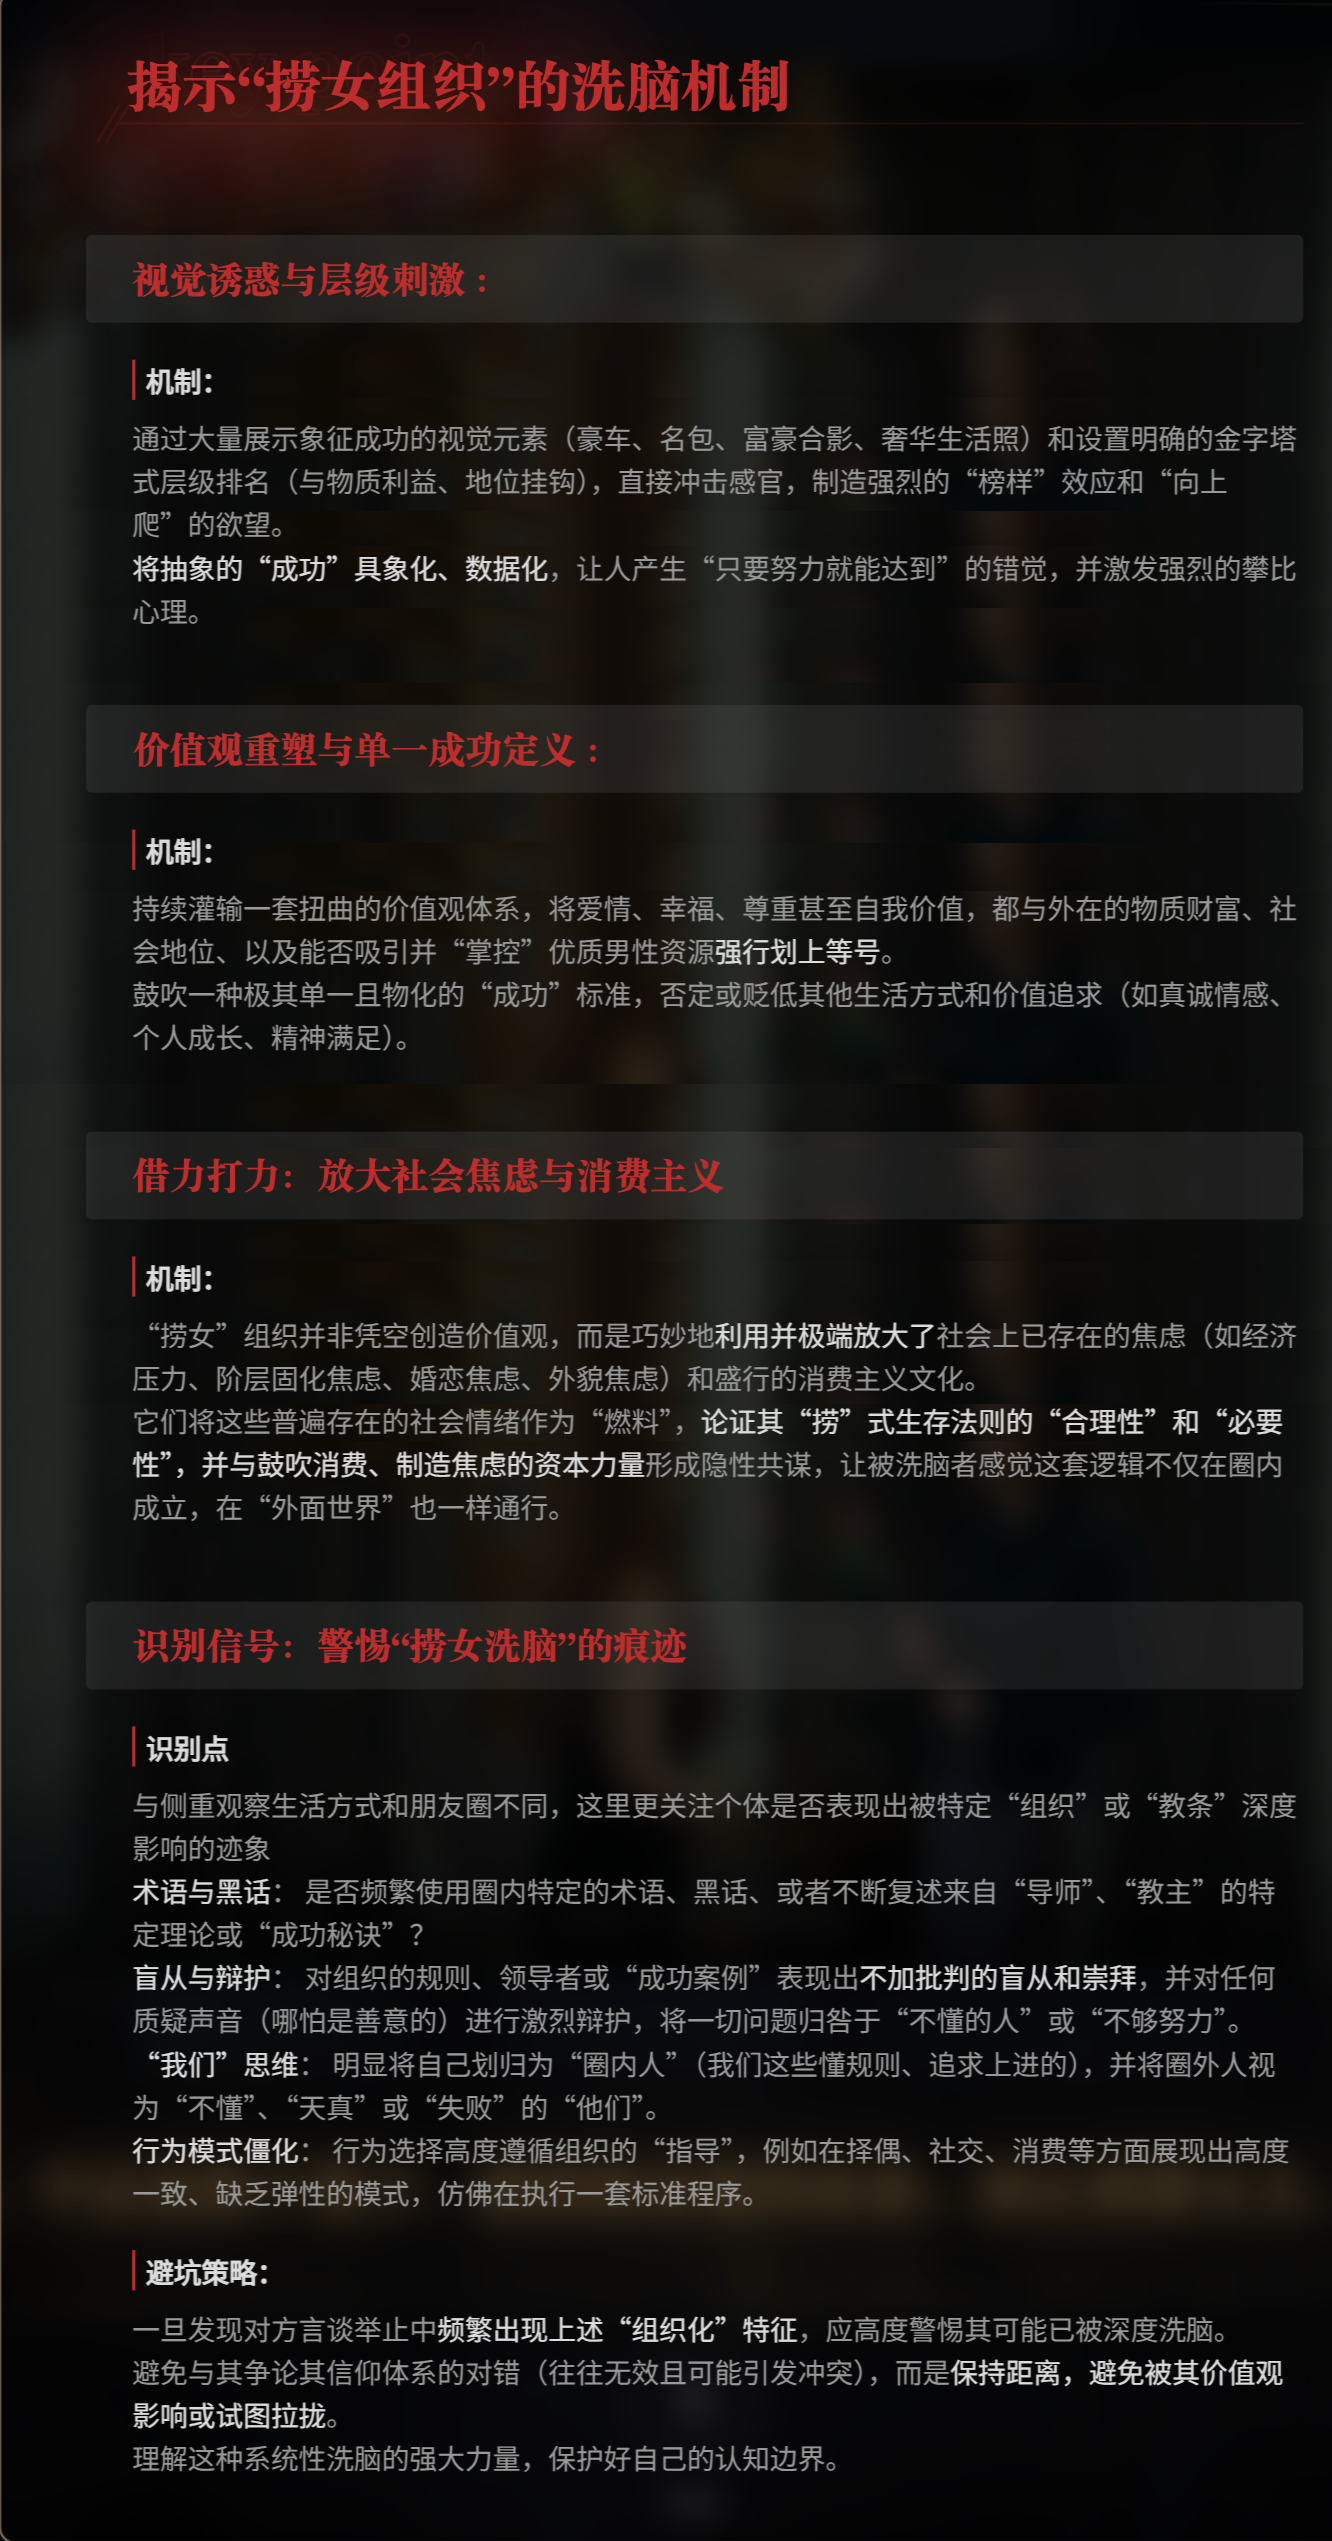 key point
揭示“捞女组织”的洗脑机制
视觉诱惑与层级刺激：
机制：
通过大量展示象征成功的视觉元素（豪车、名包、富豪合影、奢华生活照）和设置明确的金字塔
式层级排名（与物质利益、地位挂钩），直接冲击感官，制造强烈的“榜样”效应和“向上
爬”的欲望。
将抽象的“成功”具象化、数据化，让人产生“只要努力就能达到”的错觉，并激发强烈的攀比
心理。
价值观重塑与单一成功定义：
机制：
持续灌输一套扭曲的价值观体系，将爱情、幸福、尊重甚至自我价值，都与外在的物质财富、社
会地位、以及能否吸引并“掌控”优质男性资源强行划上等号。
鼓吹一种极其单一且物化的“成功”标准，否定或贬低其他生活方式和价值追求（如真诚情感、
个人成长、精神满足）。
借力打力：放大社会焦虑与消费主义
机制：
“捞女”组织并非凭空创造价值观，而是巧妙地利用并极端放大了社会上已存在的焦虑（如经济
压力、阶层固化焦虑、婚恋焦虑、外貌焦虑）和盛行的消费主义文化。
它们将这些普遍存在的社会情绪作为“燃料”，论证其“捞”式生存法则的“合理性”和“必要
性”，并与鼓吹消费、制造焦虑的资本力量形成隐性共谋，让被洗脑者感觉这套逻辑不仅在圈内
成立，在“外面世界”也一样通行。
识别信号：警惕“捞女洗脑”的痕迹
识别点
与侧重观察生活方式和朋友圈不同，这里更关注个体是否表现出被特定“组织”或“教条”深度
影响的迹象
术语与黑话： 是否频繁使用圈内特定的术语、黑话、或者不断复述来自“导师”、“教主”的特
定理论或“成功秘诀”？
盲从与辩护： 对组织的规则、领导者或“成功案例”表现出不加批判的盲从和崇拜，并对任何
质疑声音（哪怕是善意的）进行激烈辩护，将一切问题归咎于“不懂的人”或“不够努力”。
“我们”思维： 明显将自己划归为“圈内人”（我们这些懂规则、追求上进的），并将圈外人视
为“不懂”、“天真”或“失败”的“他们”。
行为模式僵化： 行为选择高度遵循组织的“指导”，例如在择偶、社交、消费等方面展现出高度
一致、缺乏弹性的模式，仿佛在执行一套标准程序。
避坑策略：
一旦发现对方言谈举止中频繁出现上述“组织化”特征，应高度警惕其可能已被深度洗脑。
避免与其争论其信仰体系的对错（往往无效且可能引发冲突），而是保持距离，避免被其价值观
影响或试图拉拢。
理解这种系统性洗脑的强大力量，保护好自己的认知边界。